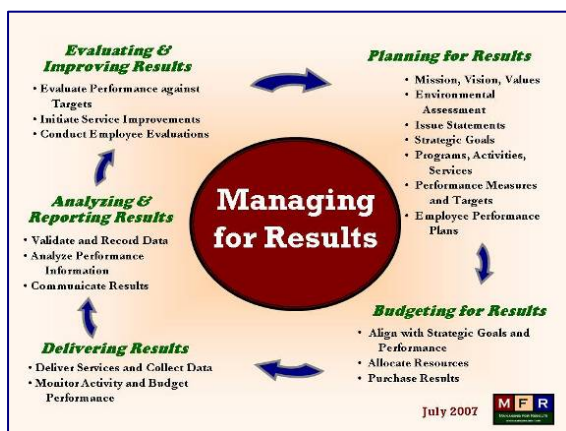 Evaluating &
Improving Results
• Evaluate Performance against
Targets
• Initiate Service Improvements
• Conduct Employee Evaluations
Planning for Results
• Mission, Vision, Values
• Environmental
Assessment
• Issue Statements
• Strategic Goals
• Programs, Activities,
Services
• Performance Measures
and Targets
• Employee Performance
Plans
Managing
for Results
Analyzing &
Reporting Results
• Validate and Record Data
• Analyze Performance
Information
• Communicate Results
Budgeting for Results
• Align with Strategic Goals and
Performance
• Allocate Resources
• Purchase Results
Delivering Results
• Deliver Services and Collect Data
• Monitor Activity and Budget
Performance
July 2007
M F R
MANAGING FOR RESULTS